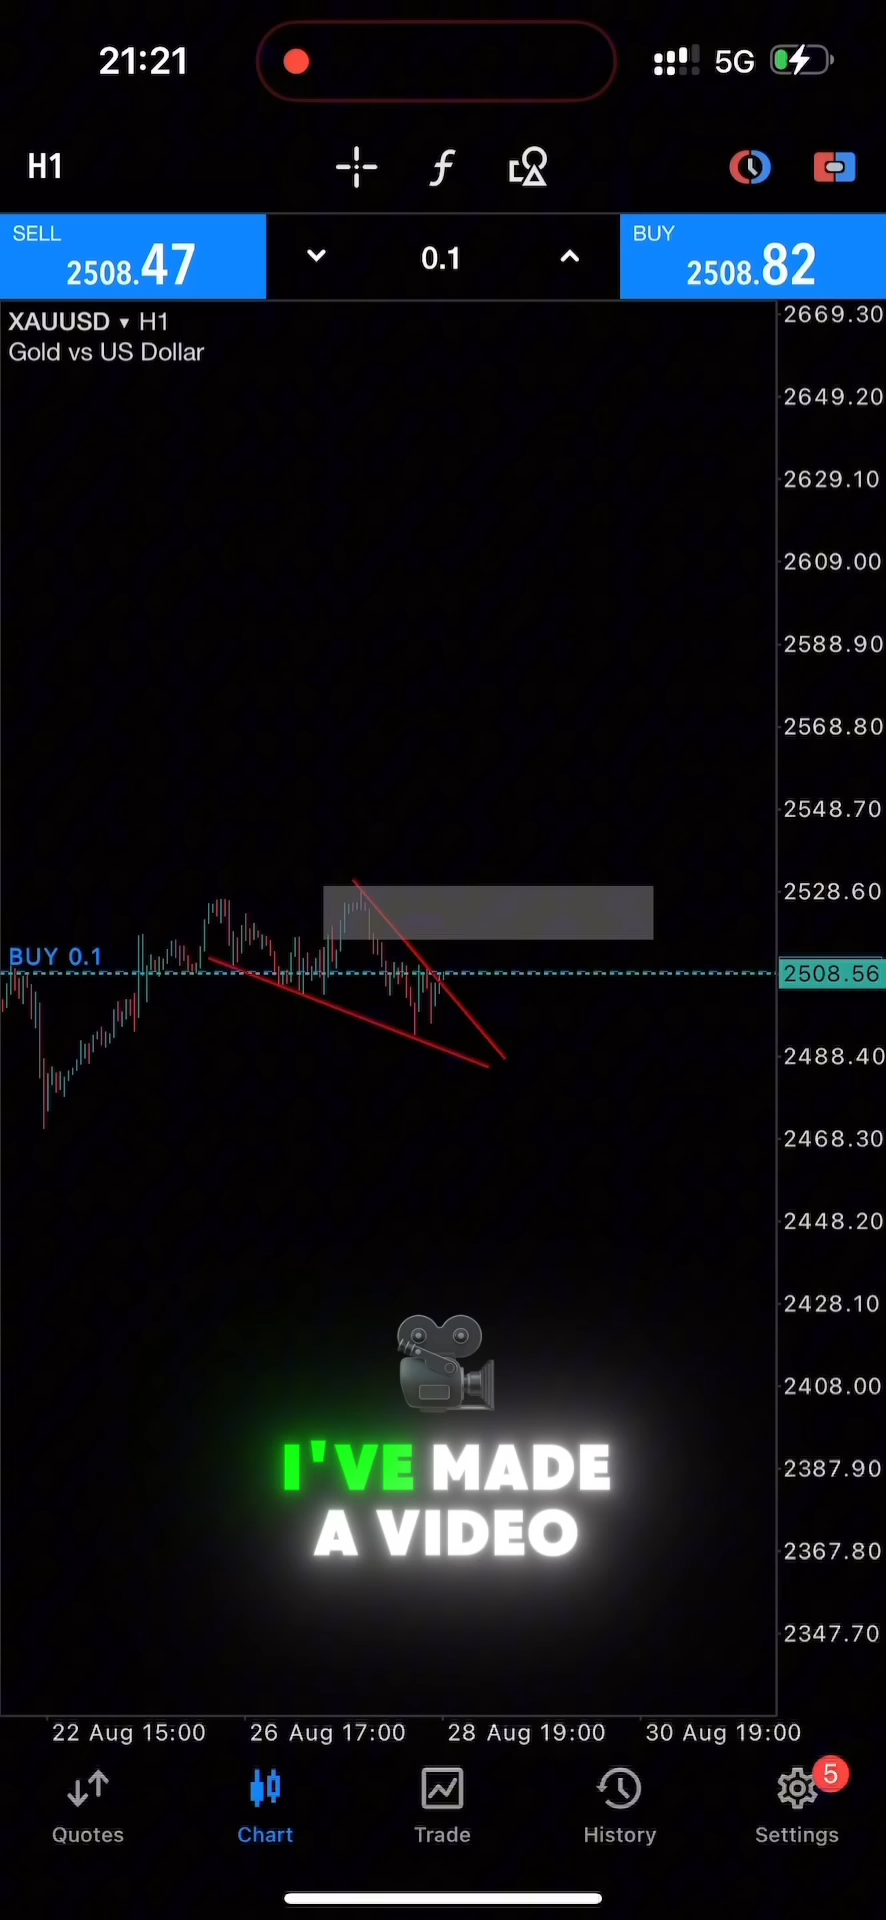 21:21
5G
H1
SELL
2508.47
0.1
BUY
2508.82
XAUUSD ▾ H1
Gold vs US Dollar
2669.30
2649.20
2629.10
2609.00
2588.90
2568.80
2548.70
2528.60
BUY 0.1
2508.56
2488.40
2468.30
2448.20
2428.10
2408.00
2387.90
2367.80
2347.70
I'VE MADE
A VIDEO
22 Aug 15:00
26 Aug 17:00
28 Aug 19:00
30 Aug 19:00
5
Quotes
Chart
Trade
History
Settings